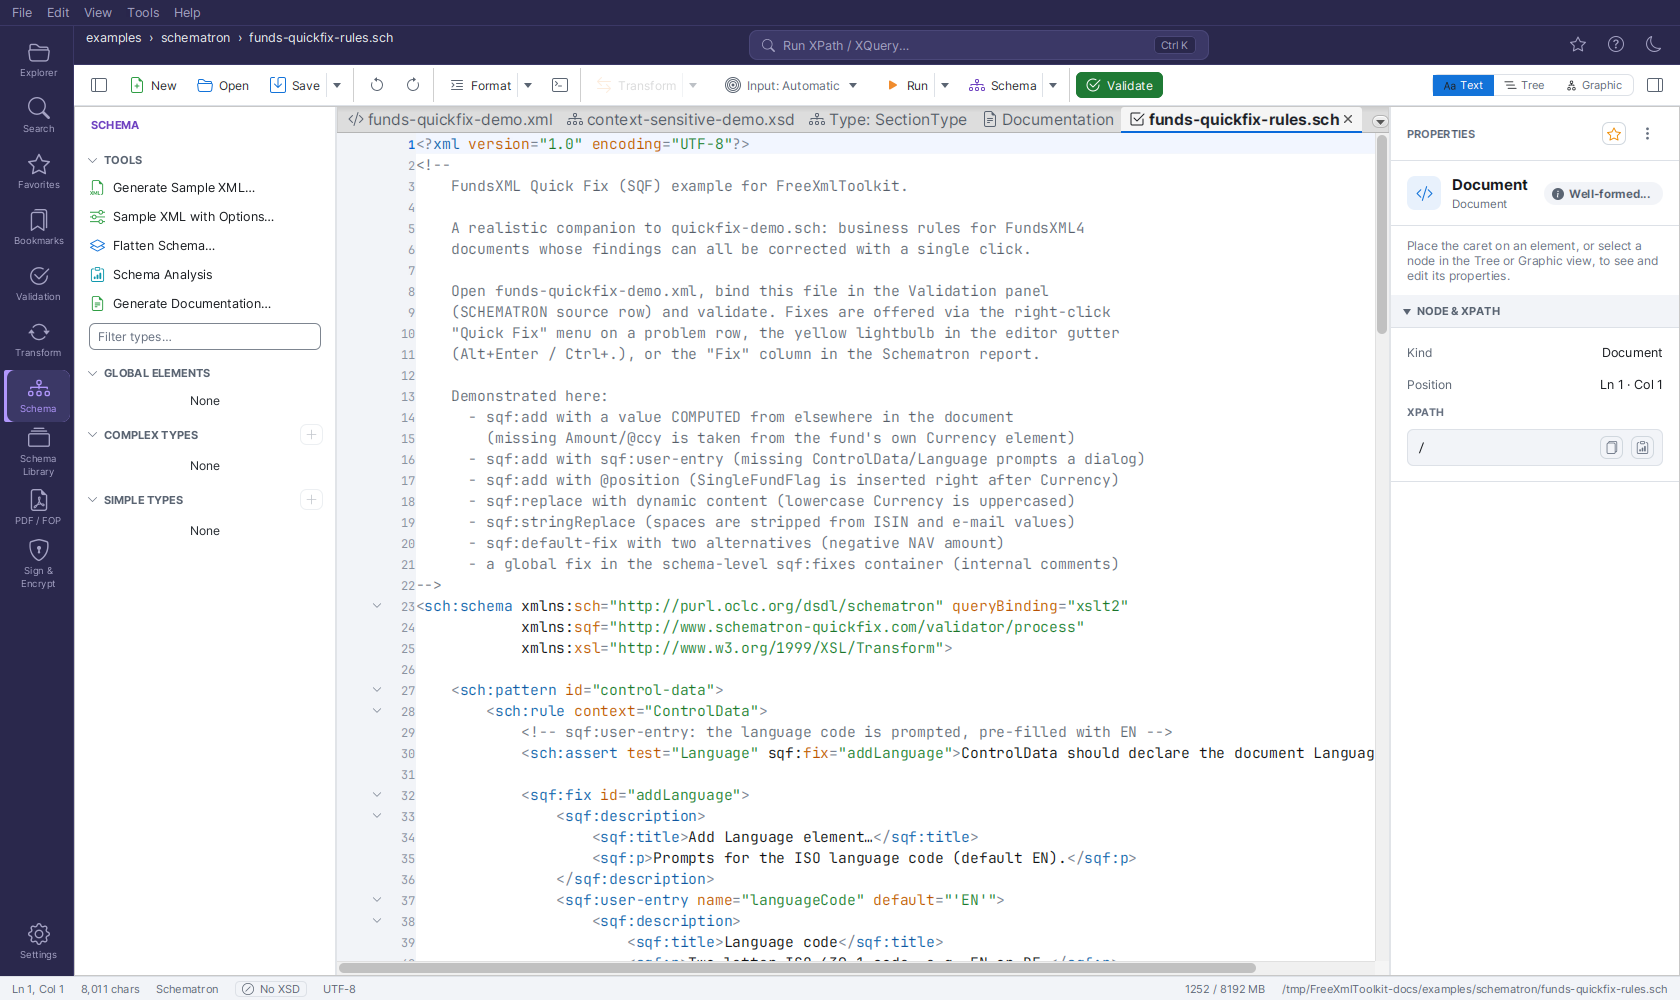 File Edit View Tools Help
examples › schematron › funds-quickfix-rules.sch
Run XPath / XQuery... Ctrl K
New Open Save Format Transform Input: Automatic Run Schema Validate Aa Text Tree Graphic
Explorer
Search
Favorites
Bookmarks
Validation
Transform
Schema
Schema
Library
PDF / FOP
Sign &
Encrypt
Settings
SCHEMA
TOOLS
Generate Sample XML...
Sample XML with Options...
Flatten Schema...
Schema Analysis
Generate Documentation...
Filter types...
GLOBAL ELEMENTS
None
COMPLEX TYPES
None
SIMPLE TYPES
None
funds-quickfix-demo.xml context-sensitive-demo.xsd Type: SectionType Documentation funds-quickfix-rules.sch
1 <?xml version="1.0" encoding="UTF-8"?>
2 <!--
3 FundsXML Quick Fix (SQF) example for FreeXmlToolkit.
4
5 A realistic companion to quickfix-demo.sch: business rules for FundsXML4
6 documents whose findings can all be corrected with a single click.
7
8 Open funds-quickfix-demo.xml, bind this file in the Validation panel
9 (SCHEMATRON source row) and validate. Fixes are offered via the right-click
10 "Quick Fix" menu on a problem row, the yellow lightbulb in the editor gutter
11 (Alt+Enter / Ctrl+.), or the "Fix" column in the Schematron report.
12
13 Demonstrated here:
14 - sqf:add with a value COMPUTED from elsewhere in the document
15 (missing Amount/@ccy is taken from the fund's own Currency element)
16 - sqf:add with sqf:user-entry (missing ControlData/Language prompts a dialog)
17 - sqf:add with @position (SingleFundFlag is inserted right after Currency)
18 - sqf:replace with dynamic content (lowercase Currency is uppercased)
19 - sqf:stringReplace (spaces are stripped from ISIN and e-mail values)
20 - sqf:default-fix with two alternatives (negative NAV amount)
21 - a global fix in the schema-level sqf:fixes container (internal comments)
22 -->
23 <sch:schema xmlns:sch="http://purl.oclc.org/dsdl/schematron" queryBinding="xslt2"
24 xmlns:sqf="http://www.schematron-quickfix.com/validator/process"
25 xmlns:xsl="http://www.w3.org/1999/XSL/Transform">
26
27 <sch:pattern id="control-data">
28 <sch:rule context="ControlData">
29 <!-- sqf:user-entry: the language code is prompted, pre-filled with EN -->
30 <sch:assert test="Language" sqf:fix="addLanguage">ControlData should declare the document Languag
31
32 <sqf:fix id="addLanguage">
33 <sqf:description>
34 <sqf:title>Add Language element…</sqf:title>
35 <sqf:p>Prompts for the ISO language code (default EN).</sqf:p>
36 </sqf:description>
37 <sqf:user-entry name="languageCode" default="'EN'">
38 <sqf:description>
39 <sqf:title>Language code</sqf:title>
PROPERTIES
Document
Document
Well-formed...
Place the caret on an element, or select a
node in the Tree or Graphic view, to see and
edit its properties.
NODE & XPATH
Kind Document
Position Ln 1 · Col 1
XPATH
/
Ln 1, Col 1 8,011 chars Schematron No XSD UTF-8 1252 / 8192 MB /tmp/FreeXmlToolkit-docs/examples/schematron/funds-quickfix-rules.sch